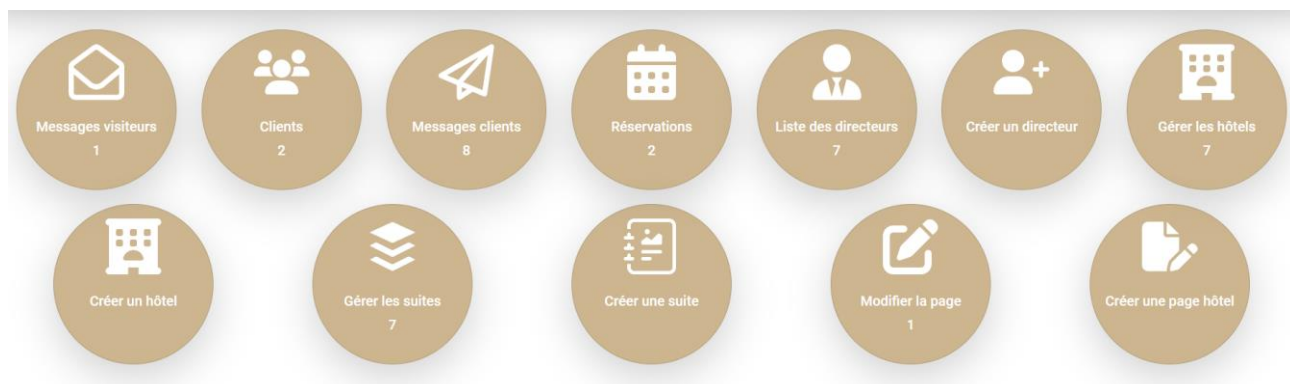 Messages visiteurs
1
Clients
2
Messages clients
8
Réservations
2
Liste des directeurs
7
Créer un directeur
Gérer les hôtels
7
Créer un hôtel
Gérer les suites
7
Créer une suite
Modifier la page
1
Créer une page hôtel